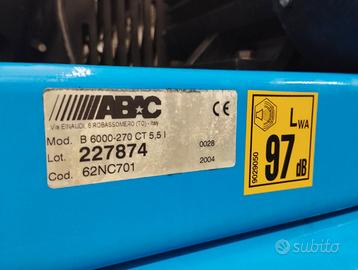 ABAC
Via EINAUDI, 6 ROBASSOMERO (TO) - Italy
Mod. B 6000-270 CT 5,5 I
0028
Lot. 227874
2004
Cod. 62NC701
CE
9029050
LWA
97 dB
subito